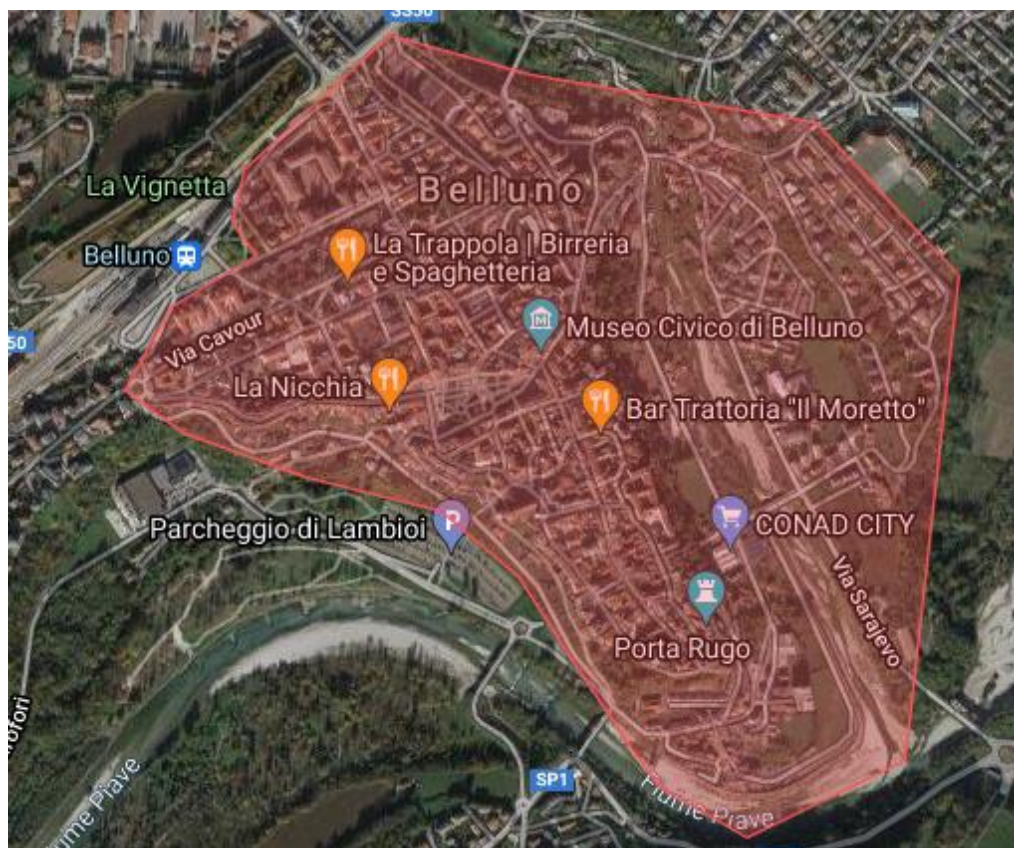 SS50
La Vignetta
Belluno
Belluno
La Trappola | Birreria
e Spaghetteria
50
Via Cavour
Museo Civico di Belluno
La Nicchia
Bar Trattoria "Il Moretto"
P
Parcheggio di Lambioi
CONAD CITY
Via Sarajevo
Porta Rugo
SP1
Fiume Piave
Piave